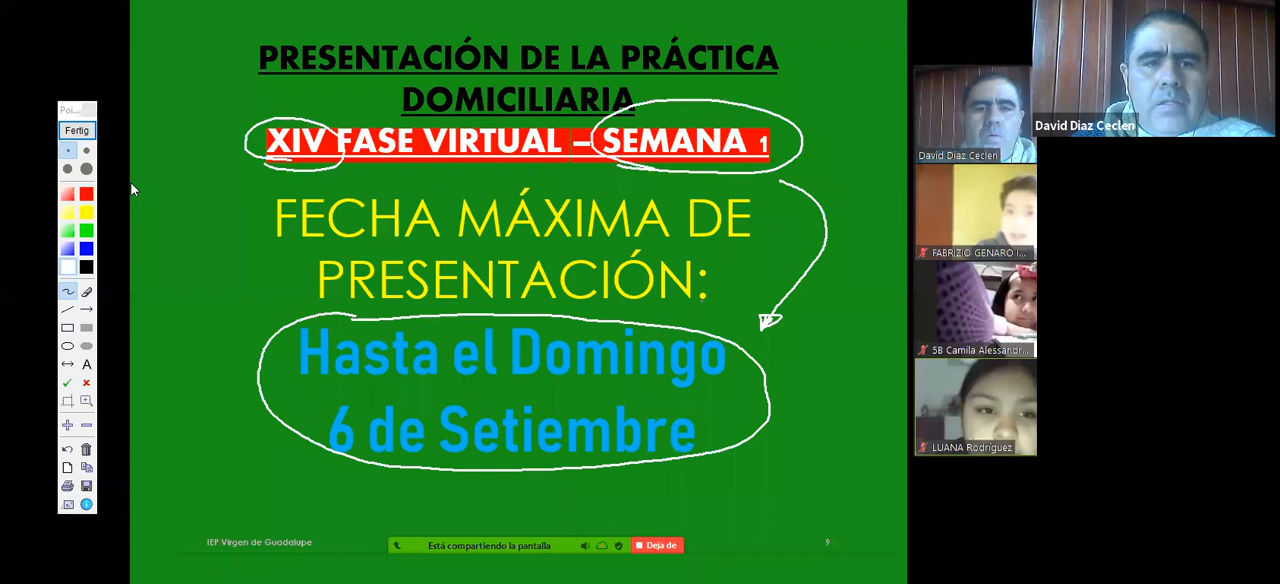 PRESENTACIÓN DE LA PRÁCTICA
DOMICILIARIA
XIV FASE VIRTUAL – SEMANA 1
FECHA MÁXIMA DE
PRESENTACIÓN:
Hasta el Domingo
6 de Setiembre
IEP Virgen de Guadalupe
9
Está compartiendo la pantalla
Deja de
Poi...
Fertig
A
David Diaz Ceclen
David Diaz Ceclen
FABRIZIO GENARO I...
5B Camila Alessandr...
LUANA Rodríguez